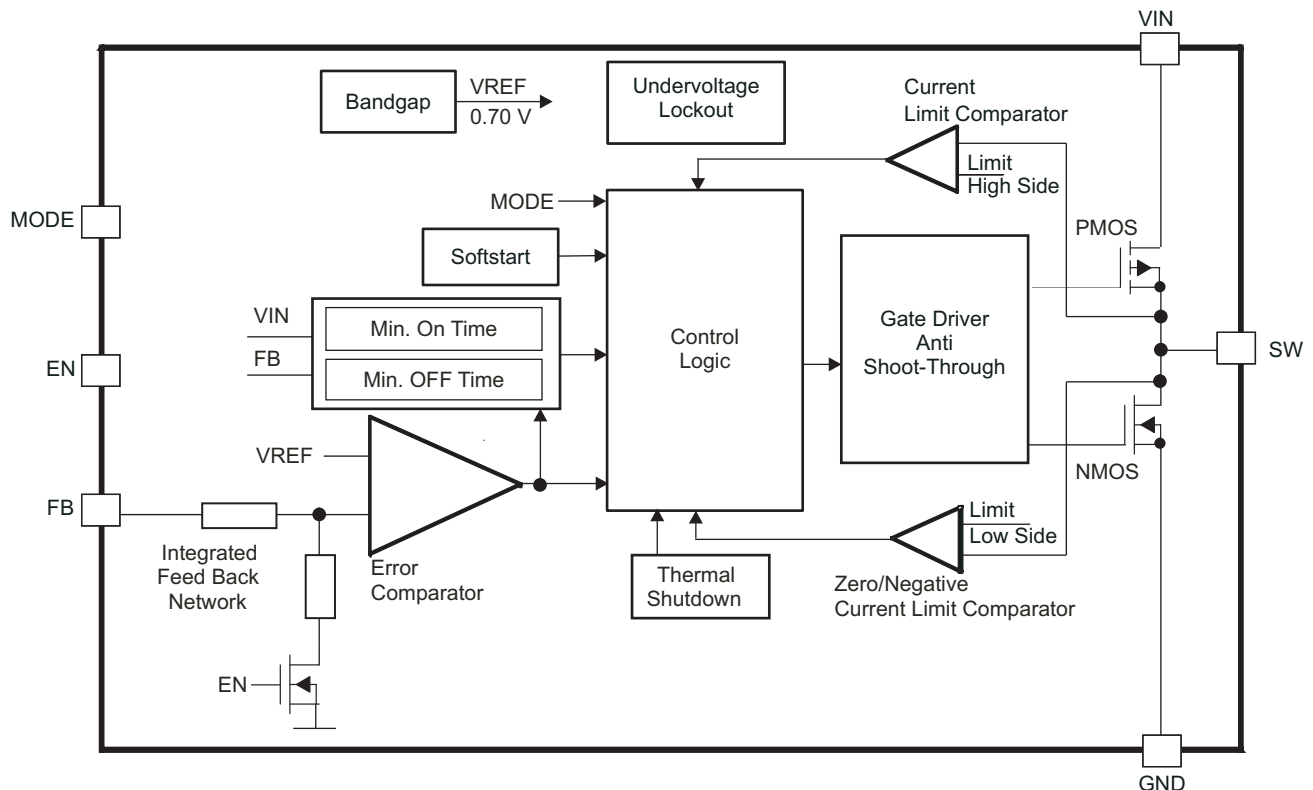 VIN
Bandgap
VREF
0.70 V
Undervoltage
Lockout
Current
Limit Comparator
Limit
High Side
MODE
MODE
PMOS
Softstart
VIN
Min. On Time
FB
Min. OFF Time
Control
Logic
Gate Driver
Anti
Shoot-Through
EN
SW
VREF
NMOS
FB
Limit
Low Side
Integrated
Feed Back
Network
Error
Comparator
Thermal
Shutdown
Zero/Negative
Current Limit Comparator
EN
GND